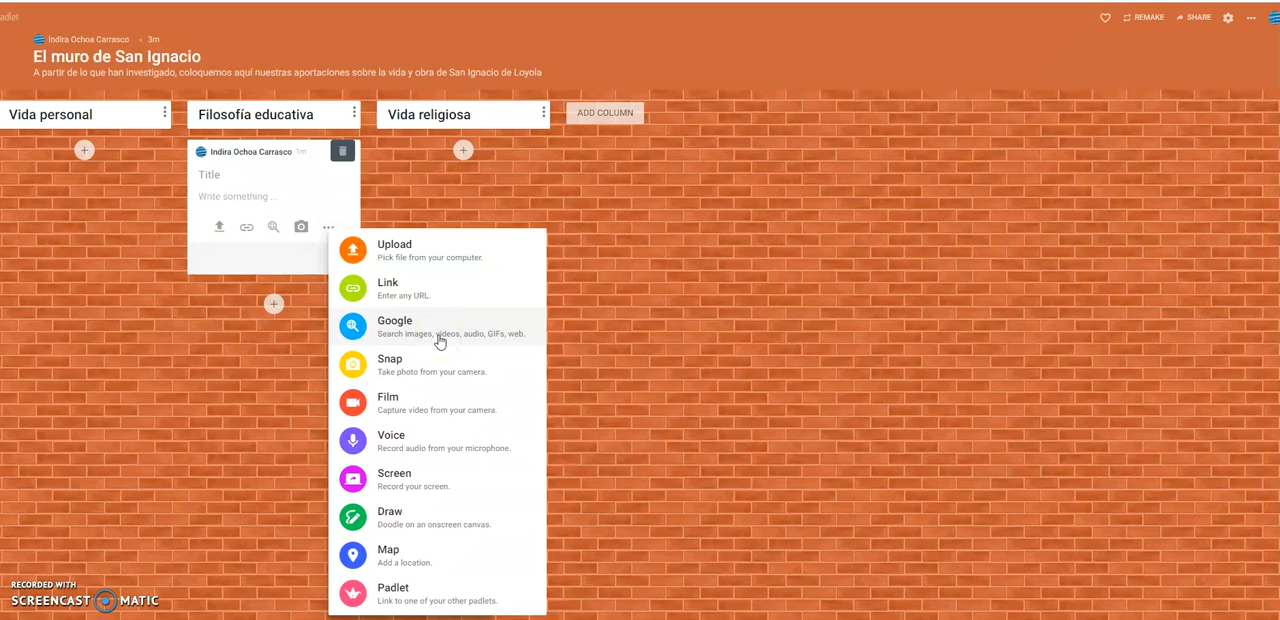 adlet
REMAKE
SHARE
Indira Ochoa Carrasco • 3m
El muro de San Ignacio
A partir de lo que han investigado, coloquemos aquí nuestras aportaciones sobre la vida y obra de San Ignacio de Loyola
Vida personal
Filosofía educativa
Vida religiosa
ADD COLUMN
Indira Ochoa Carrasco 1m
Title
Write something ...
Upload
Pick file from your computer.
Link
Enter any URL.
Google
Search images, videos, audio, GIFs, web.
Snap
Take photo from your camera.
Film
Capture video from your camera.
Voice
Record audio from your microphone.
Screen
Record your screen.
Draw
Doodle on an onscreen canvas.
Map
Add a location.
Padlet
Link to one of your other padlets.
RECORDED WITH
SCREENCAST MATIC